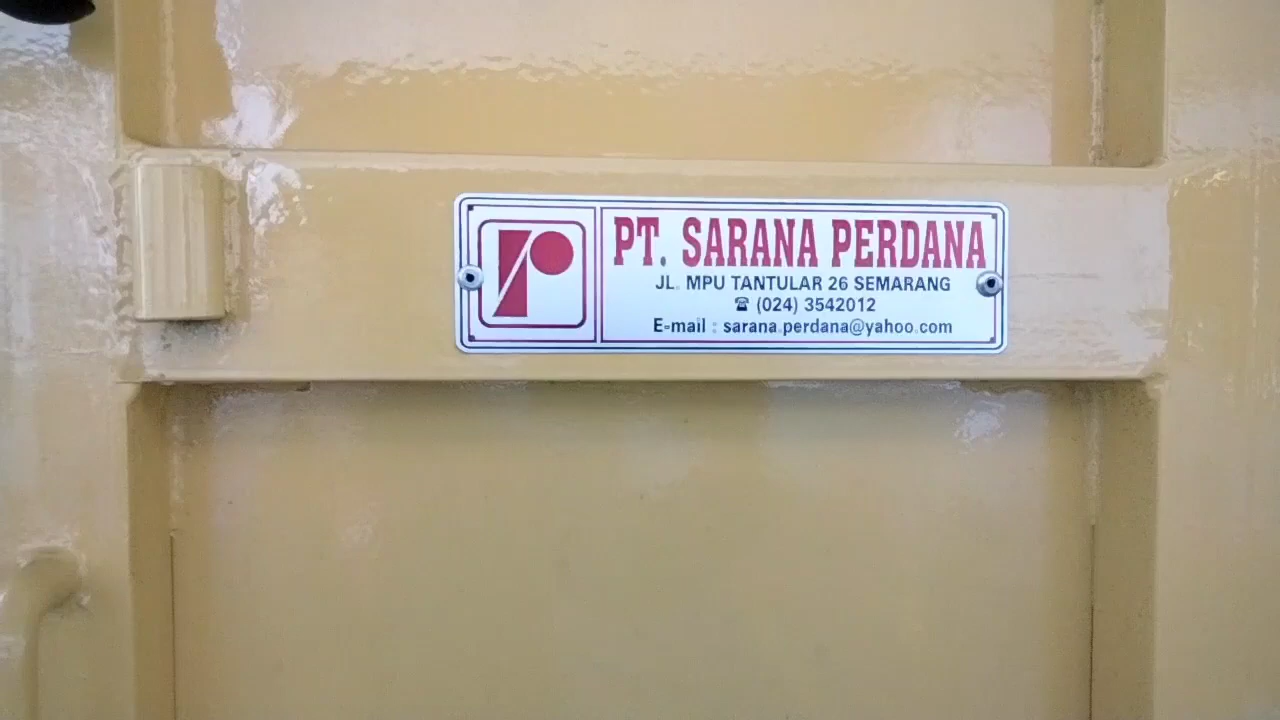 PT. SARANA PERDANA
JL. MPU TANTULAR 26 SEMARANG
☎ (024) 3542012
E-mail : sarana.perdana@yahoo.com